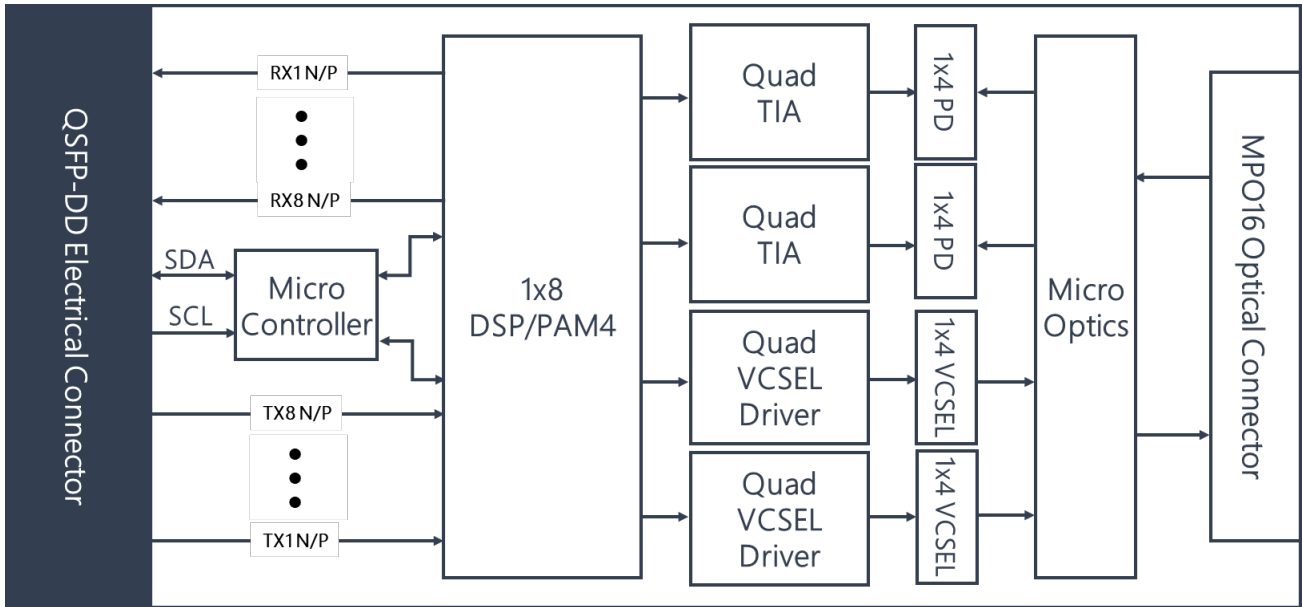 QSFP-DD Electrical Connector
RX1 N/P
RX8 N/P
SDA
SCL
Micro
Controller
TX8 N/P
TX1 N/P
1x8
DSP/PAM4
Quad
TIA
Quad
TIA
Quad
VCSEL
Driver
Quad
VCSEL
Driver
1x4 PD
1x4 PD
1x4 VCSEL
1x4 VCSEL
Micro
Optics
MPO16 Optical Connector